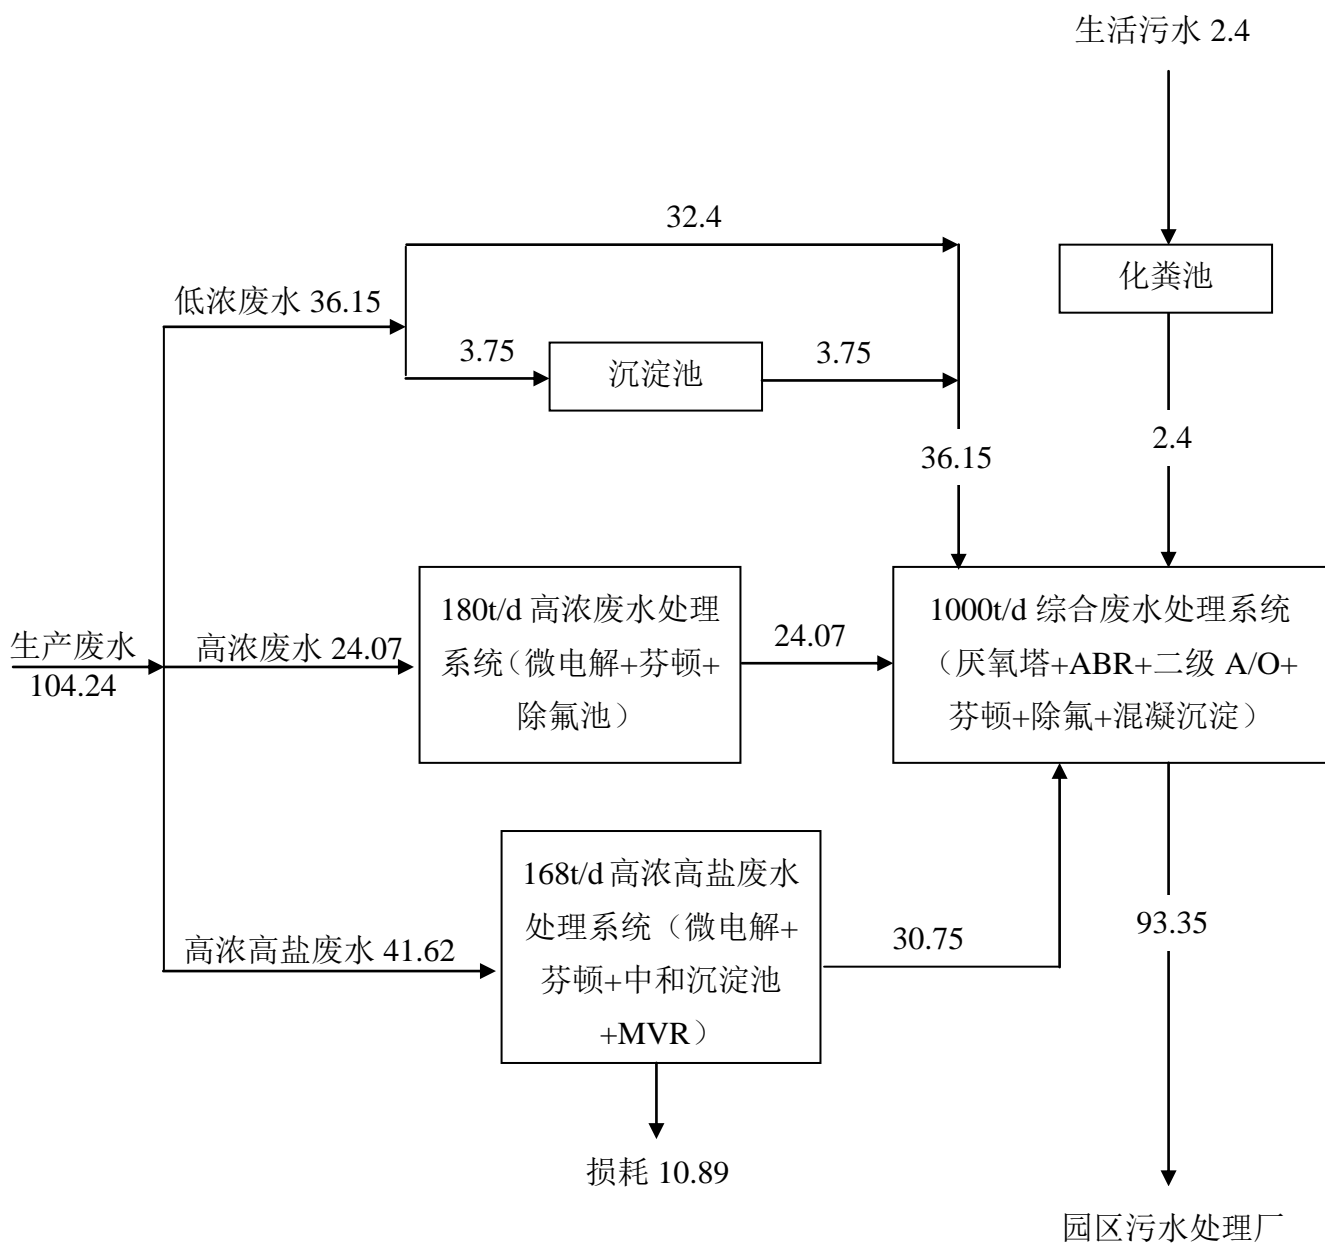 生活污水 2.4
32.4
化粪池
低浓废水 36.15
3.75
沉淀池
3.75
36.15
2.4
生产废水
104.24
高浓废水 24.07
180t/d 高浓废水处理
系统（微电解+芬顿+
除氟池）
24.07
1000t/d 综合废水处理系统
（厌氧塔+ABR+二级 A/O+
芬顿+除氟+混凝沉淀）
高浓高盐废水 41.62
168t/d 高浓高盐废水
处理系统（微电解+
芬顿+中和沉淀池
+MVR）
30.75
93.35
损耗 10.89
园区污水处理厂